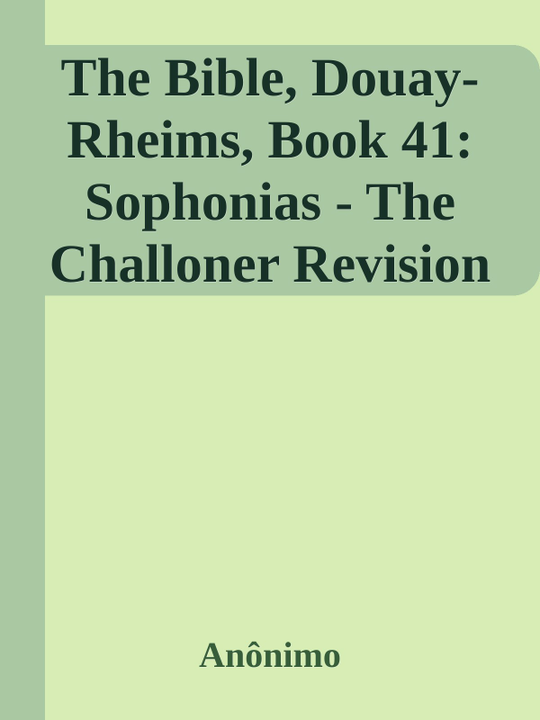 The Bible, Douay-
Rheims, Book 41:
Sophonias - The
Challoner Revision
Anônimo